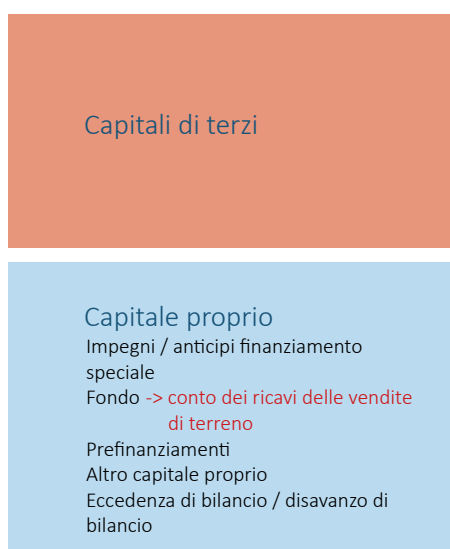 Capitali di terzi
Capitale proprio
Impegni / anticipi finanziamento
speciale
Fondo -> conto dei ricavi delle vendite
di terreno
Prefinanziamenti
Altro capitale proprio
Eccedenza di bilancio / disavanzo di
bilancio